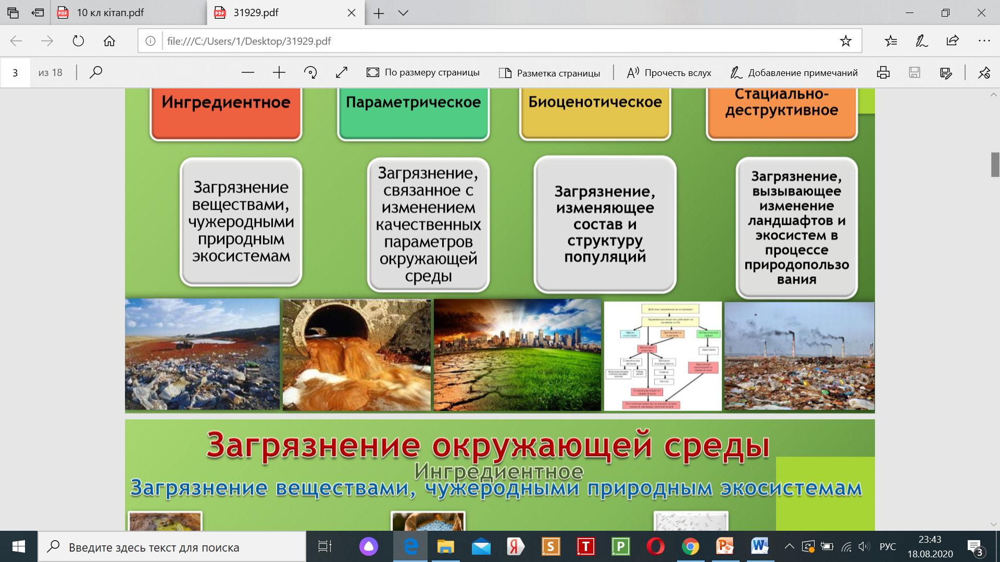 10 кл кітап.pdf
31929.pdf
file:///C:/Users/1/Desktop/31929.pdf
3 из 18
По размеру страницы
Разметка страницы
Прочесть вслух
Добавление примечаний
Ингредиентное
Параметрическое
Биоценотическое
Стациально-
деструктивное
Загрязнение
веществами,
чужеродными
природным
экосистемам
Загрязнение,
связанное с
изменением
качественных
параметров
окружающей
среды
Загрязнение,
изменяющее
состав и
структуру
популяций
Загрязнение,
вызывающее
изменение
ландшафтов и
экосистем в
процессе
природопользо
вания
Загрязнение окружающей среды
Ингредиентное
Загрязнение веществами, чужеродными природным экосистемам
Введите здесь текст для поиска
РУС
23:43
18.08.2020
3